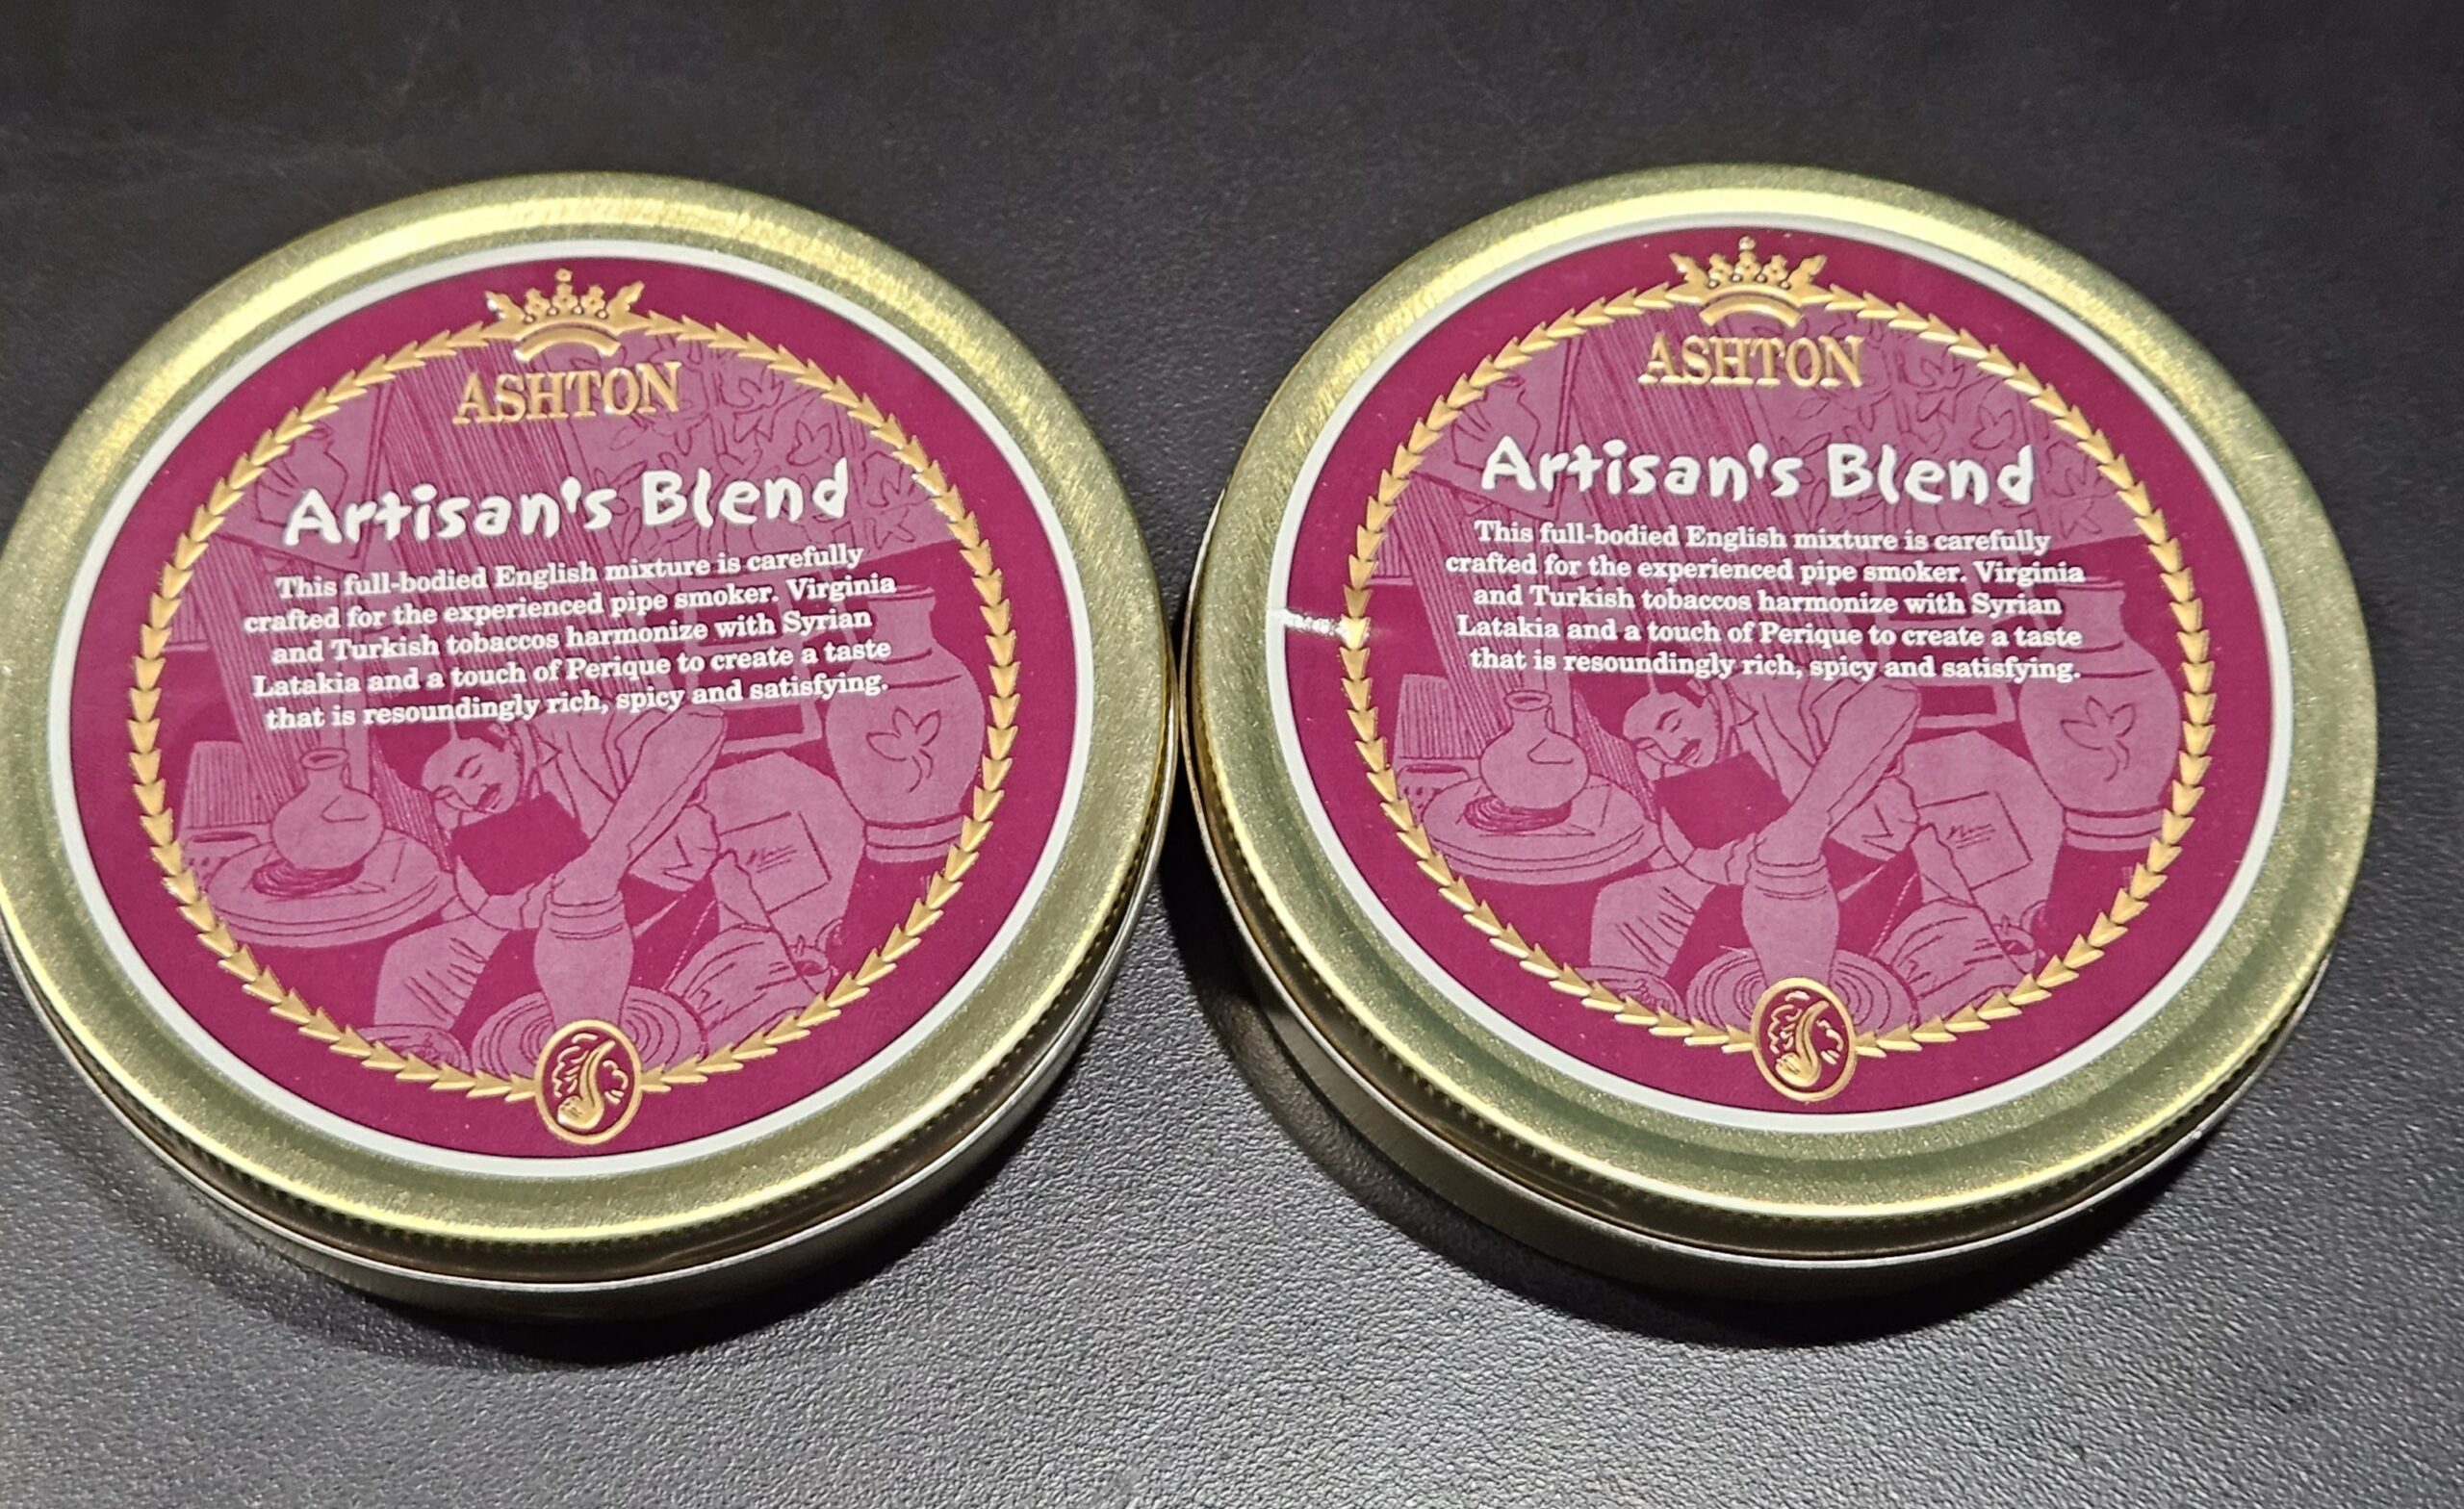 ASHTON
Artisan's Blend
This full-bodied English mixture is carefully
crafted for the experienced pipe smoker. Virginia
and Turkish tobaccos harmonize with Syrian
Latakia and a touch of Perique to create a taste
that is resoundingly rich, spicy and satisfying.
ASHTON
Artisan's Blend
This full-bodied English mixture is carefully
crafted for the experienced pipe smoker. Virginia
and Turkish tobaccos harmonize with Syrian
Latakia and a touch of Perique to create a taste
that is resoundingly rich, spicy and satisfying.